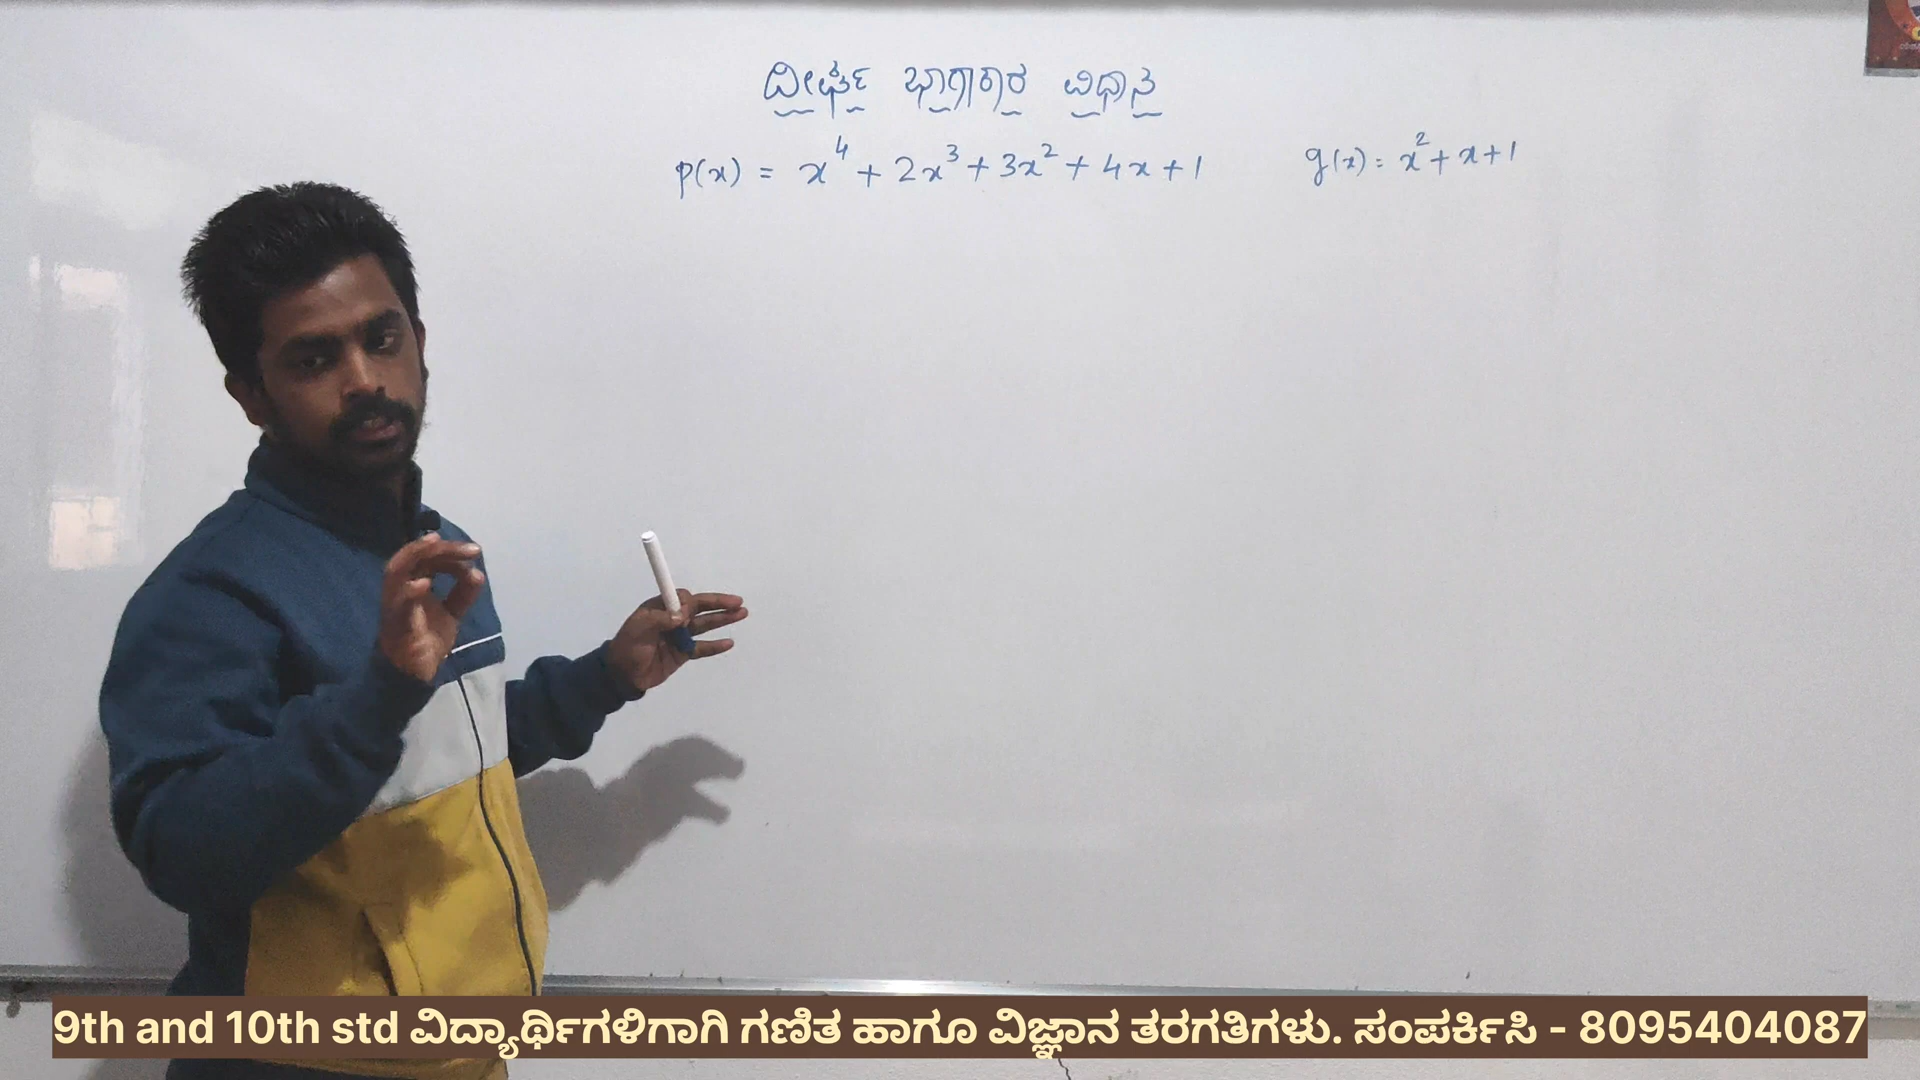 ದೀರ್ಘ ಭಾಗಾಕಾರ ವಿಧಾನ
p(x) = x⁴ + 2x³ + 3x² + 4x + 1
g(x) = x² + x + 1
9th and 10th std ವಿದ್ಯಾರ್ಥಿಗಳಿಗಾಗಿ ಗಣಿತ ಹಾಗೂ ವಿಜ್ಞಾನ ತರಗತಿಗಳು. ಸಂಪರ್ಕಿಸಿ - 8095404087